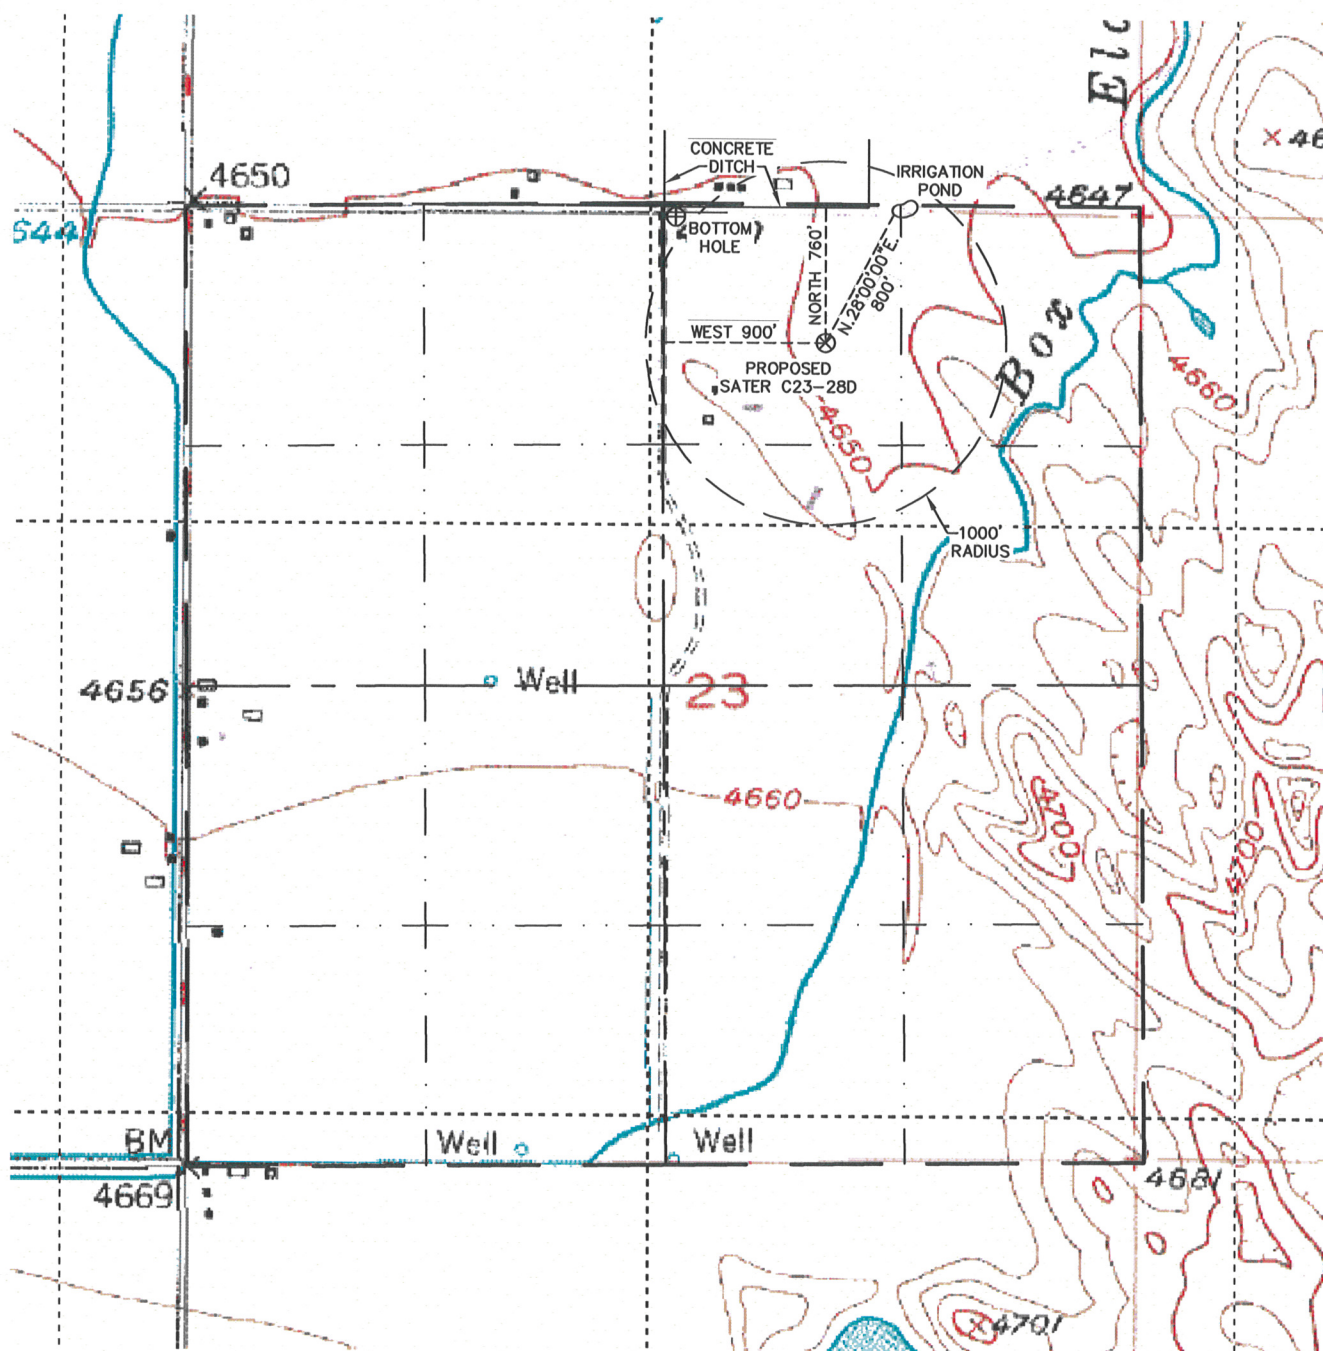 Elc
× 46
CONCRETE
DITCH
IRRIGATION
POND
4650
4647
544
BOTTOM
HOLE
NORTH 760'
N.28°00'00"E.
800'
WEST 900'
Box
PROPOSED
SATER C23-28D
4660
4650
1000'
RADIUS
4656
Well
23
4660
4700
4700
BM
Well
Well
4669
4681
×4701